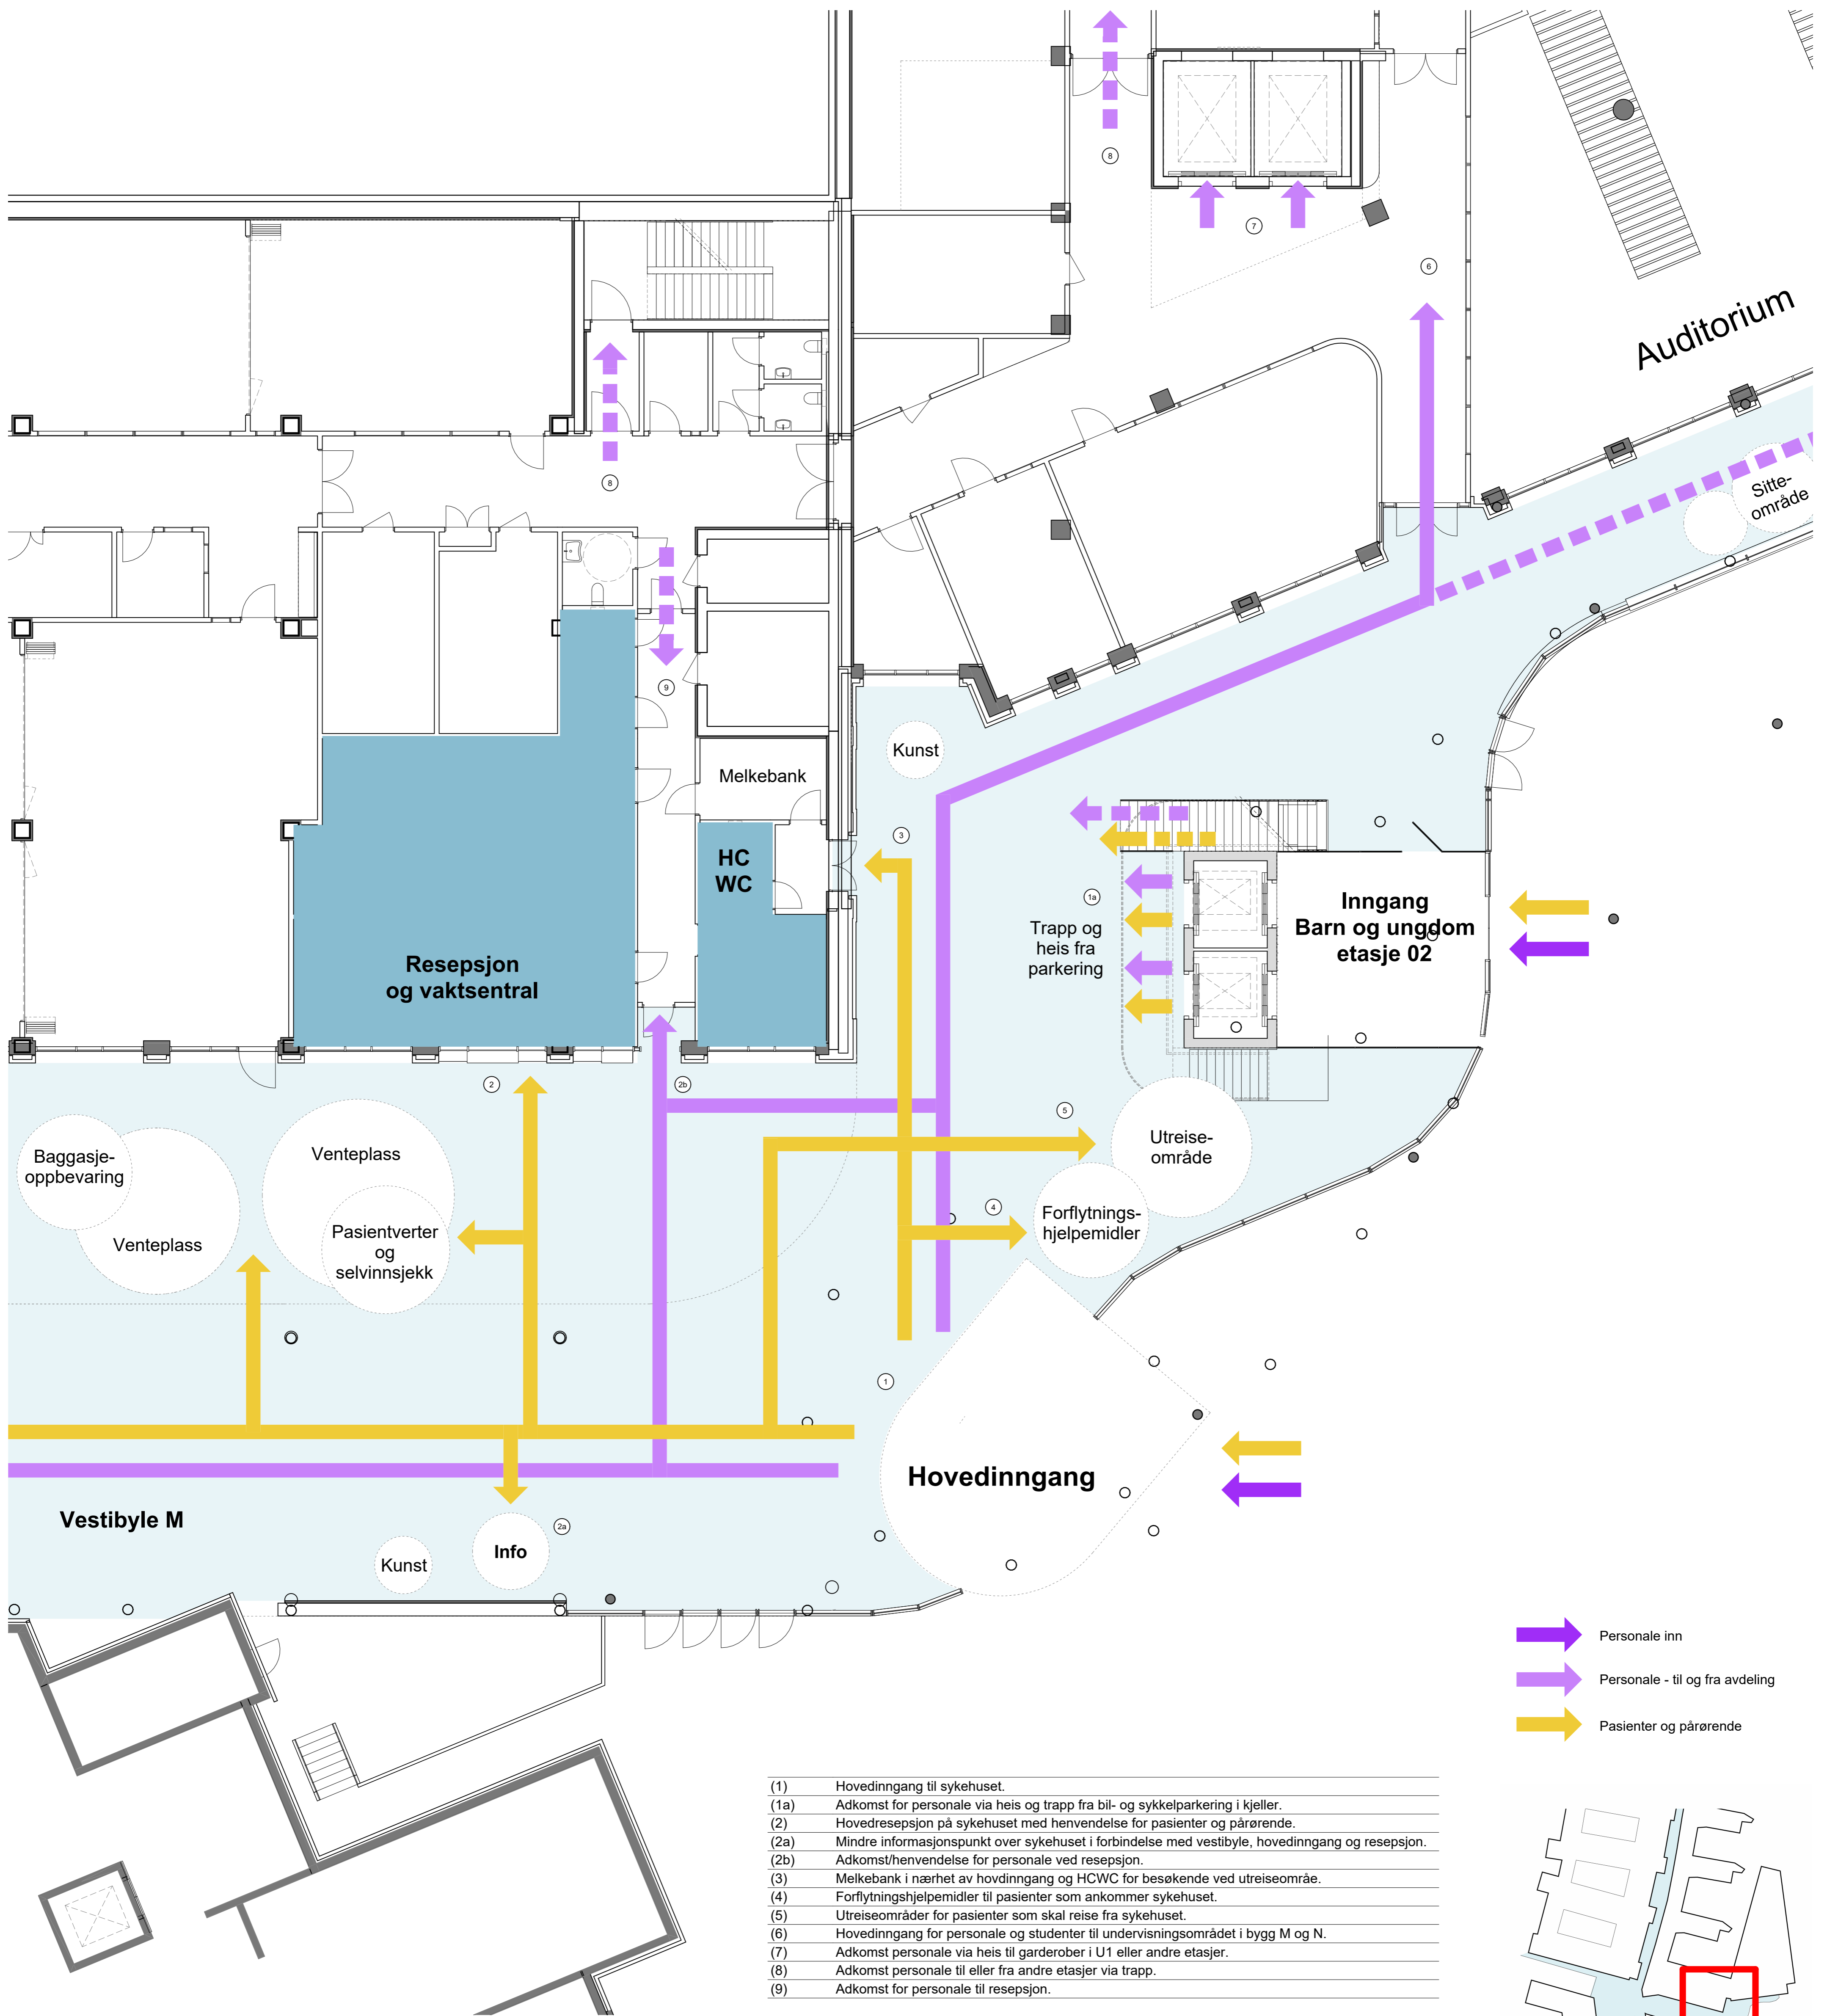 8
7
6
Auditorium
8
Sitte-
område
9
Kunst
Melkebank
3
HC
WC
1a
Trapp og
heis fra
parkering
Inngang
Barn og ungdom
etasje 02
Resepsjon
og vaktsentral
2
2b
5
Baggasje-
oppbevaring
Venteplass
Venteplass
Pasientverter
og
selvinnsjekk
Utreise-
område
4
Forflytnings-
hjelpemidler
1
Hovedinngang
Vestibyle M
2a
Info
Kunst
Personale inn
Personale - til og fra avdeling
Pasienter og pårørende
(1) Hovedinngang til sykehuset.
(1a) Adkomst for personale via heis og trapp fra bil- og sykkelparkering i kjeller.
(2) Hovedresepsjon på sykehuset med henvendelse for pasienter og pårørende.
(2a) Mindre informasjonspunkt over sykehuset i forbindelse med vestibyle, hovedinngang og resepsjon.
(2b) Adkomst/henvendelse for personale ved resepsjon.
(3) Melkebank i nærhet av hovdinngang og HCWC for besøkende ved utreiseområe.
(4) Forflytningshjelpemidler til pasienter som ankommer sykehuset.
(5) Utreiseområder for pasienter som skal reise fra sykehuset.
(6) Hovedinngang for personale og studenter til undervisningsområdet i bygg M og N.
(7) Adkomst personale via heis til garderober i U1 eller andre etasjer.
(8) Adkomst personale til eller fra andre etasjer via trapp.
(9) Adkomst for personale til resepsjon.